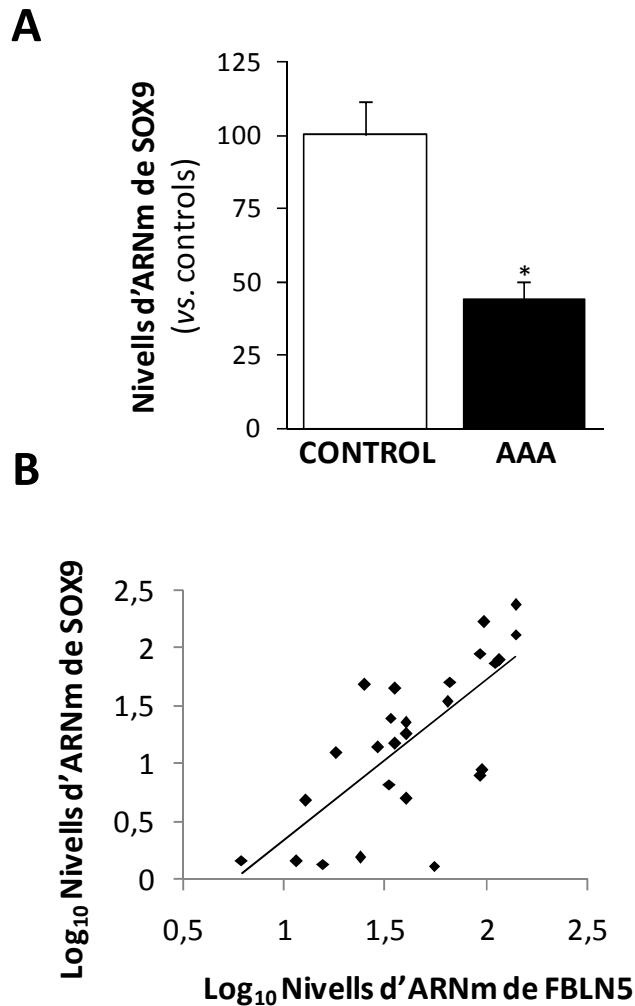 A
Nivells d'ARNm de SOX9
(vs. controls)
125
100
75
50
25
0
*
CONTROL
AAA
B
Log₁₀ Nivells d'ARNm de SOX9
2,5
2
1,5
1
0,5
0
0,5
1
1,5
2
2,5
Log₁₀ Nivells d'ARNm de FBLN5